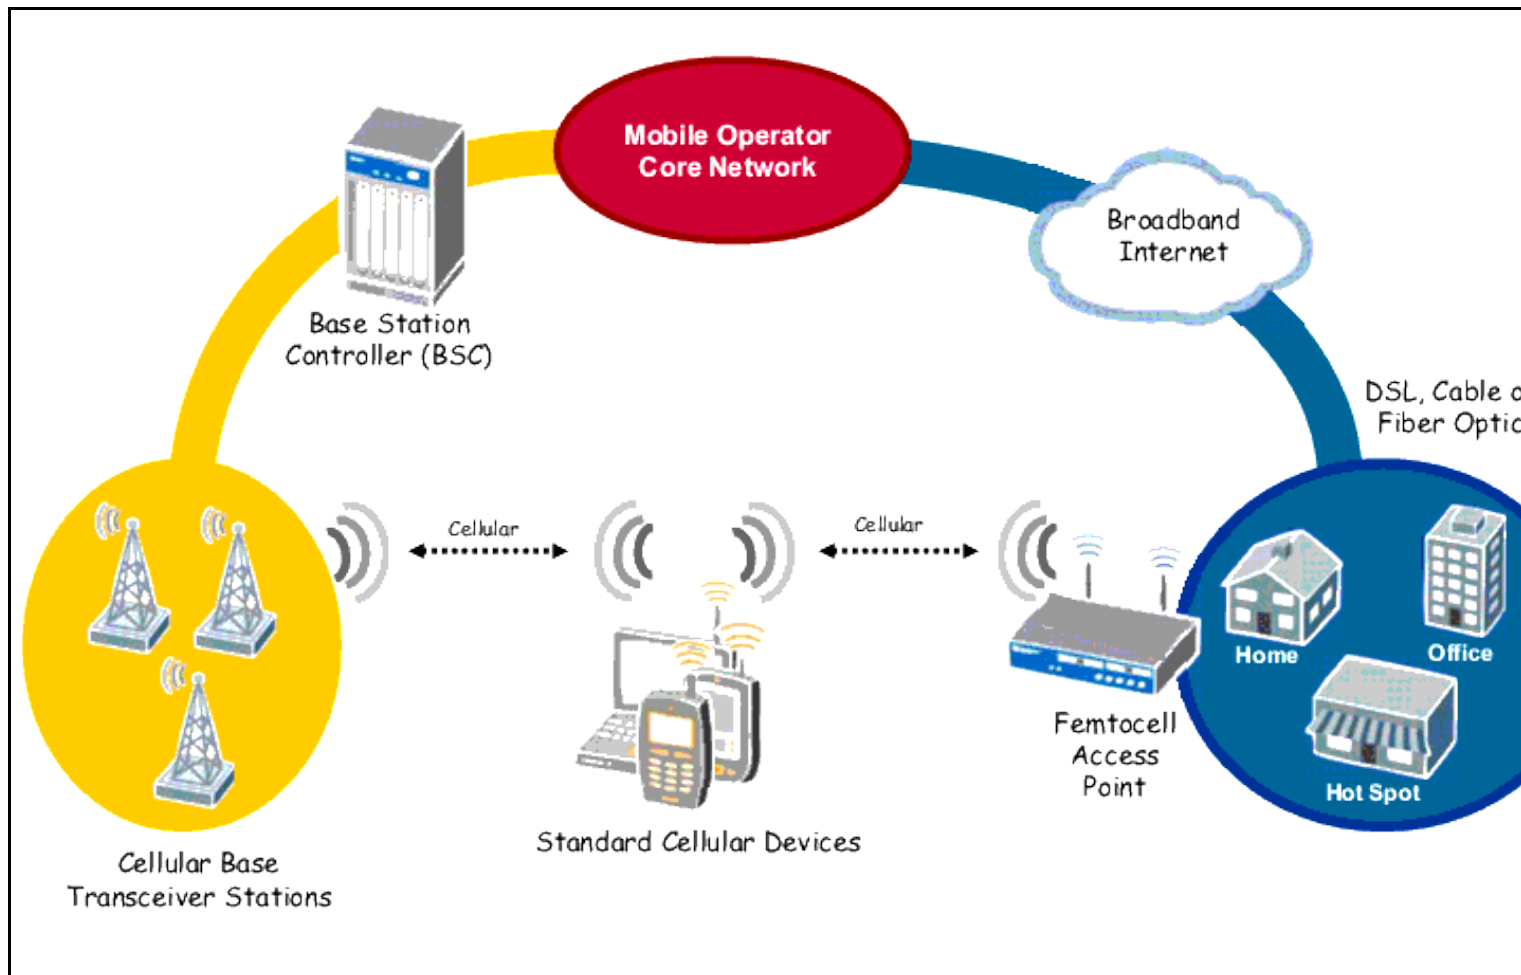 Mobile Operator
Core Network
Broadband
Internet
Base Station
Controller (BSC)
DSL, Cable
Fiber Optic
Cellular
Cellular
Home
Office
Hot Spot
Femtocell
Access
Point
Standard Cellular Devices
Cellular Base
Transceiver Stations